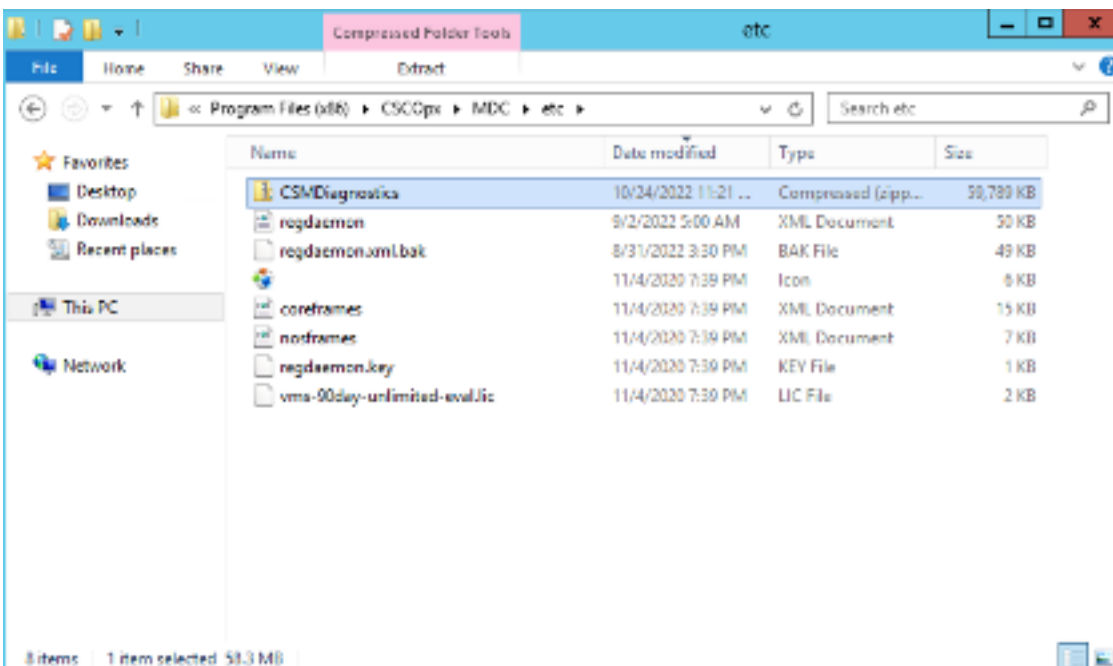 Compressed Folder Tools etc
File Home Share View Extract
« Program Files (x86) ▸ CSCOpx ▸ MDC ▸ etc ▸ Search etc
Name Date modified Type Size
Favorites
Desktop
Downloads
Recent places
This PC
Network
CSMDiagnostics 10/24/2022 11:21 ... Compressed (zipp... 59,789 KB
regdaemon 9/2/2022 5:00 AM XML Document 50 KB
regdaemon.xml.bak 8/31/2022 3:30 PM BAK File 49 KB
11/4/2020 7:39 PM Icon 6 KB
coreframes 11/4/2020 7:39 PM XML Document 15 KB
nosframes 11/4/2020 7:39 PM XML Document 7 KB
regdaemon.key 11/4/2020 7:39 PM KEY File 1 KB
vms-90day-unlimited-eval.lic 11/4/2020 7:39 PM LIC File 2 KB
8 items 1 item selected 58.3 MB